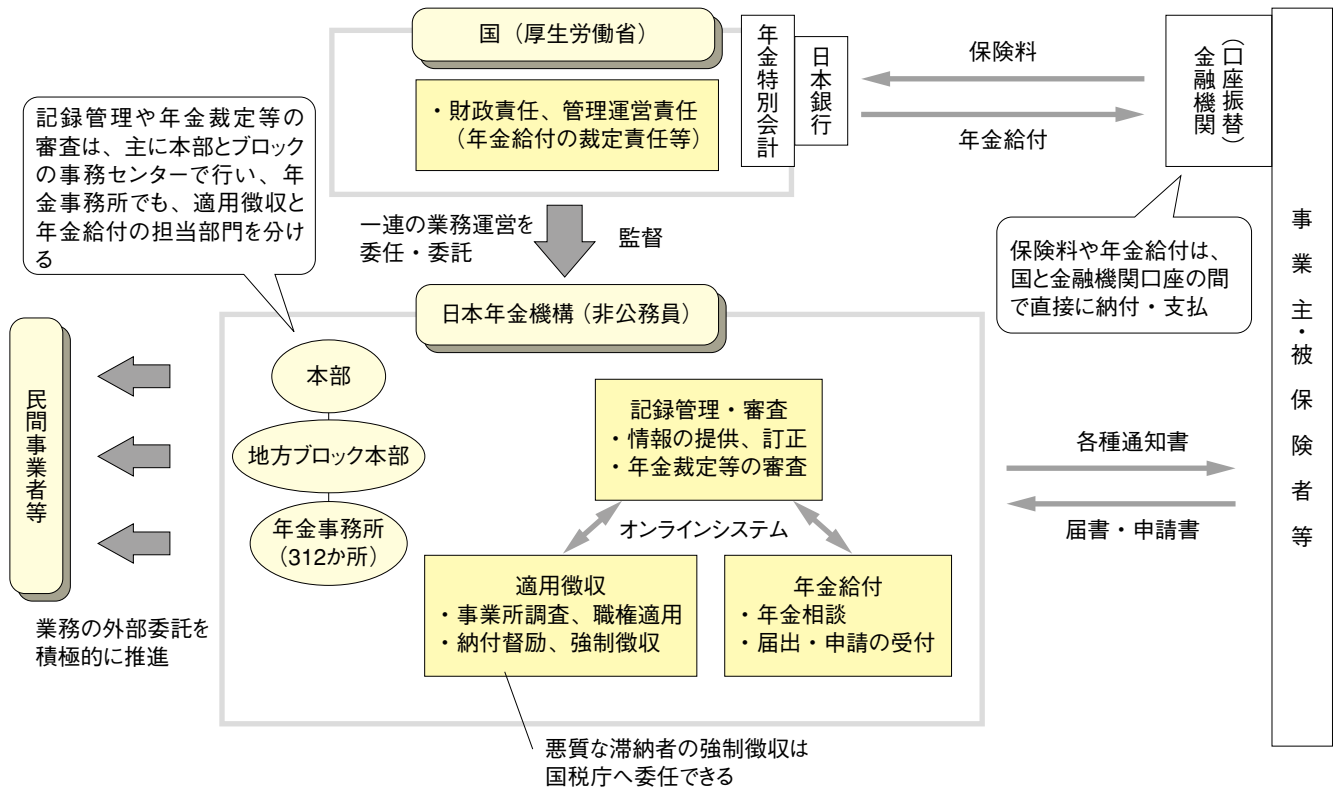 国（厚生労働省）
・財政責任、管理運営責任
（年金給付の裁定責任等）
年金特別会計
日本銀行
保険料
年金給付
（口座振替）
金融機関
事業主・被保険者等
記録管理や年金裁定等の
審査は、主に本部とブロック
の事務センターで行い、年
金事務所でも、適用徴収と
年金給付の担当部門を分け
る
一連の業務運営を
委任・委託
監督
保険料や年金給付は、
国と金融機関口座の間
で直接に納付・支払
日本年金機構（非公務員）
民間事業者等
本部
地方ブロック本部
年金事務所
（312か所）
記録管理・審査
・情報の提供、訂正
・年金裁定等の審査
オンラインシステム
適用徴収
・事業所調査、職権適用
・納付督励、強制徴収
年金給付
・年金相談
・届出・申請の受付
各種通知書
届書・申請書
業務の外部委託を
積極的に推進
悪質な滞納者の強制徴収は
国税庁へ委任できる